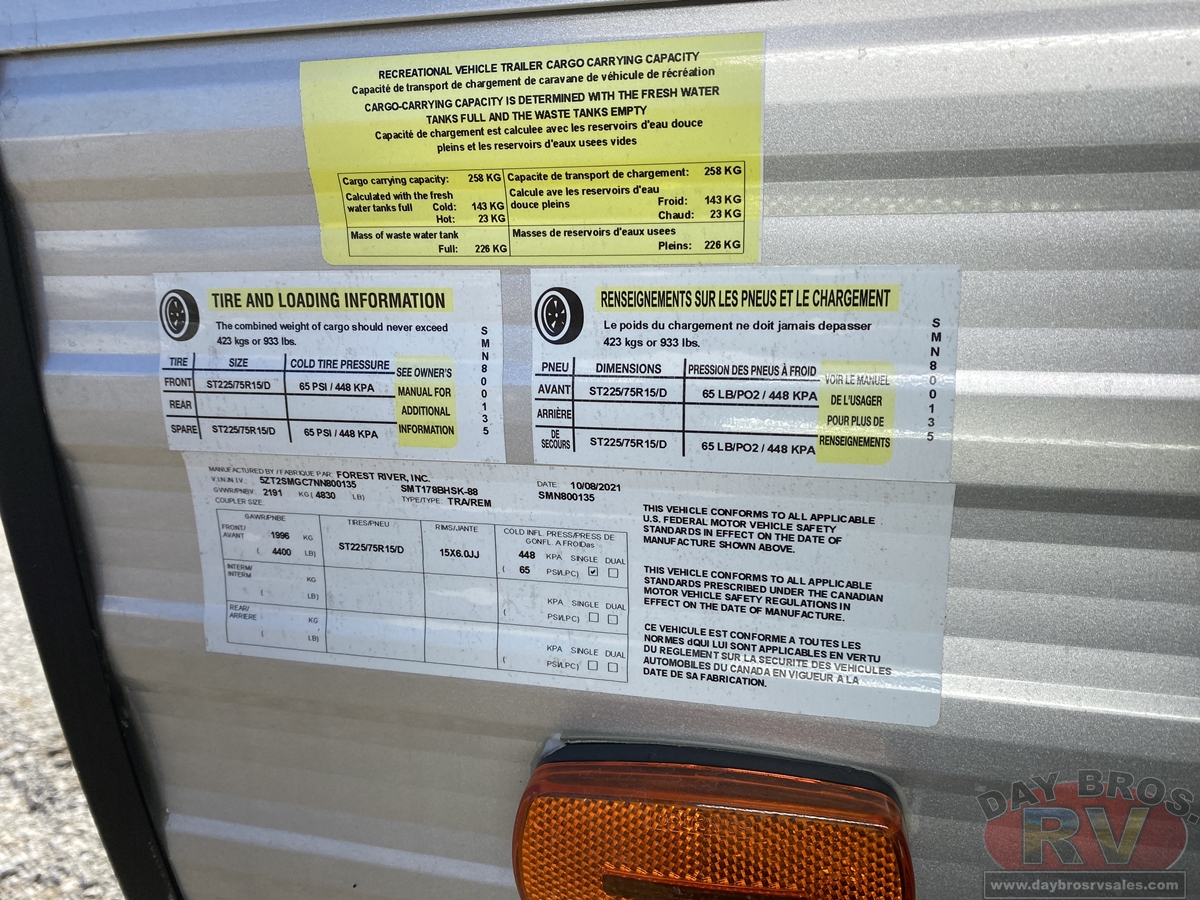 RECREATIONAL VEHICLE TRAILER CARGO CARRYING CAPACITY
Capacité de transport de chargement de caravane de véhicule de récréation
CARGO-CARRYING CAPACITY IS DETERMINED WITH THE FRESH WATER
TANKS FULL AND THE WASTE TANKS EMPTY
Capacité de chargement est calculee avec les reservoirs d'eau douce
pleins et les reservoirs d'eaux usees vides
Cargo carrying capacity: 258 KG
Calculated with the fresh
water tanks full Cold: 143 KG
Hot: 23 KG
Mass of waste water tank
Full: 226 KG
Capacite de transport de chargement: 258 KG
Calcule ave les reservoirs d'eau
douce pleins Froid: 143 KG
Chaud: 23 KG
Masses de reservoirs d'eaux usees
Pleins: 226 KG
TIRE AND LOADING INFORMATION
The combined weight of cargo should never exceed
423 kgs or 933 lbs.
TIRE SIZE COLD TIRE PRESSURE
FRONT ST225/75R15/D 65 PSI / 448 KPA
REAR
SPARE ST225/75R15/D 65 PSI / 448 KPA
SEE OWNER'S
MANUAL FOR
ADDITIONAL
INFORMATION
SMN800135
RENSEIGNEMENTS SUR LES PNEUS ET LE CHARGEMENT
Le poids du chargement ne doit jamais depasser
423 kgs or 933 lbs.
PNEU DIMENSIONS PRESSION DES PNEUS À FROID
AVANT ST225/75R15/D 65 LB/PO2 / 448 KPA
ARRIÈRE
DE
SECOURS ST225/75R15/D 65 LB/PO2 / 448 KPA
VOIR LE MANUEL
DE L'USAGER
POUR PLUS DE
RENSEIGNEMENTS
SMN800135
MANUFACTURED BY / FABRIQUE PAR: FOREST RIVER, INC.
V.I.N./N.I.V.: 5ZT2SMGC7NN800135 DATE: 10/08/2021
GVWR/PNBV: 2191 KG ( 4830 LB) SMT178BHSK-88 SMN800135
COUPLER SIZE: TYPE/TYPE: TRA/REM
GAWR/PNBE TIRES/PNEU RIMS/JANTE COLD INFL. PRESS/PRESS DE
GONFL. A FROIDas
FRONT/
AVANT 1996 KG
( 4400 LB) ST225/75R15/D 15X6.0JJ
448 KPA SINGLE DUAL
( 65 PSI/LPC)
INTERM/
INTERM KG
( LB)
KPA SINGLE DUAL
( PSI/LPC)
REAR/
ARRIERE KG
( LB)
KPA SINGLE DUAL
( PSI/LPC)
THIS VEHICLE CONFORMS TO ALL APPLICABLE
U.S. FEDERAL MOTOR VEHICLE SAFETY
STANDARDS IN EFFECT ON THE DATE OF
MANUFACTURE SHOWN ABOVE.
THIS VEHICLE CONFORMS TO ALL APPLICABLE
STANDARDS PRESCRIBED UNDER THE CANADIAN
MOTOR VEHICLE SAFETY REGULATIONS IN
EFFECT ON THE DATE OF MANUFACTURE.
CE VEHICULE EST CONFORME A TOUTES LES
NORMES dQUI LUI SONT APPLICABLES EN VERTU
DU REGLEMENT SUR LA SECURITE DES VEHICULES
AUTOMOBILES DU CANADA EN VIGUEUR A LA
DATE DE SA FABRICATION.
DAY BROS.
RV
www.daybrosrvsales.com